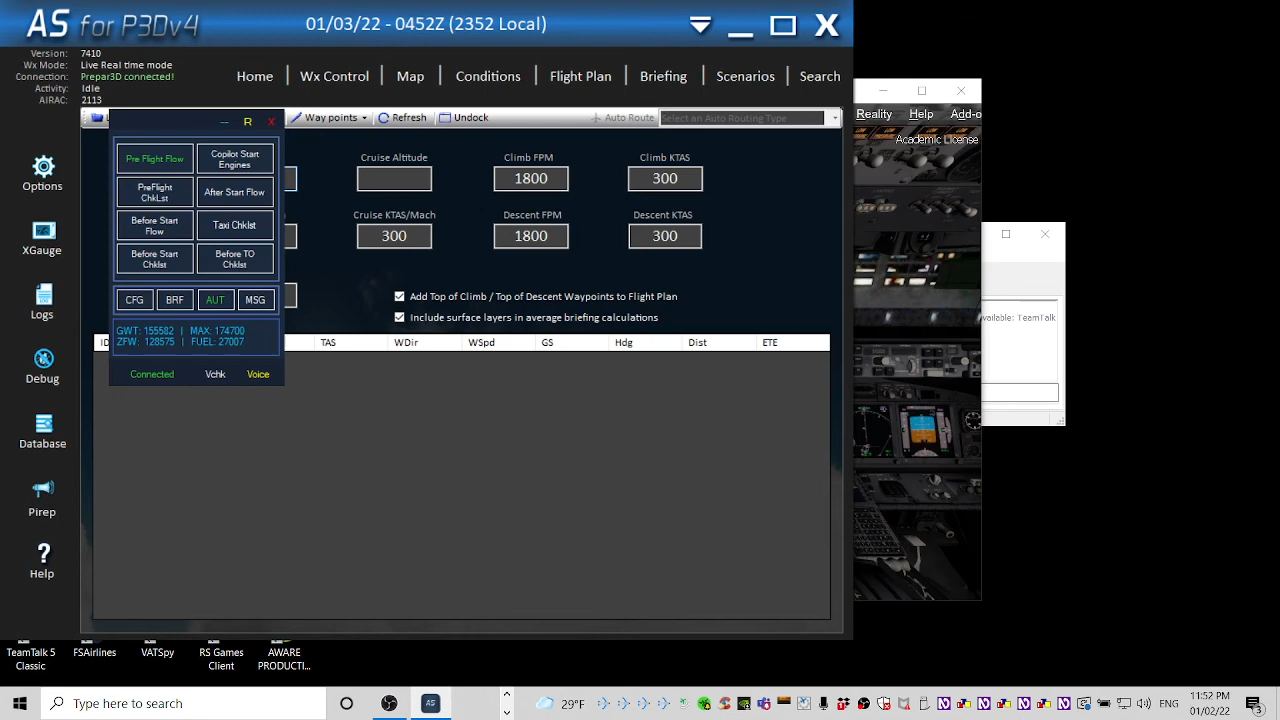 AS for P3Dv4
01/03/22 - 0452Z (2352 Local)
X
Version: 7410
Wx Mode: Live Real time mode
Connection: Prepar3D connected!
Activity: Idle
AIRAC: 2113
Home
Wx Control
Map
Conditions
Flight Plan
Briefing
Scenarios
Search
Way points
Refresh
Undock
Auto Route
Select an Auto Routing Type
Options
XGauge
Logs
Debug
Database
Pirep
Help
R X
Pre Flight Flow
Copilot Start
Engines
PreFlight
ChkLst
After Start Flow
Before Start
Flow
Taxi Chklst
Before Start
Chklst
Before TO
Chklst
CFG BRF AUT MSG
GWT: 155582 | MAX: 174700
ZFW: 128575 | FUEL: 27007
Connected Vchk Voice
Cruise Altitude
Climb FPM
1800
Climb KTAS
300
Cruise KTAS/Mach
300
Descent FPM
1800
Descent KTAS
300
Add Top of Climb / Top of Descent Waypoints to Flight Plan
Include surface layers in average briefing calculations
TAS WDir WSpd GS Hdg Dist ETE
Reality Help Add-o
Academic License
vailable: TeamTalk
TeamTalk 5
Classic
FSAirlines
VATSpy
RS Games
Client
AWARE
PRODUCTI...
Type here to search
AS
29°F
ENG
11:52 PM
01/02/22
3